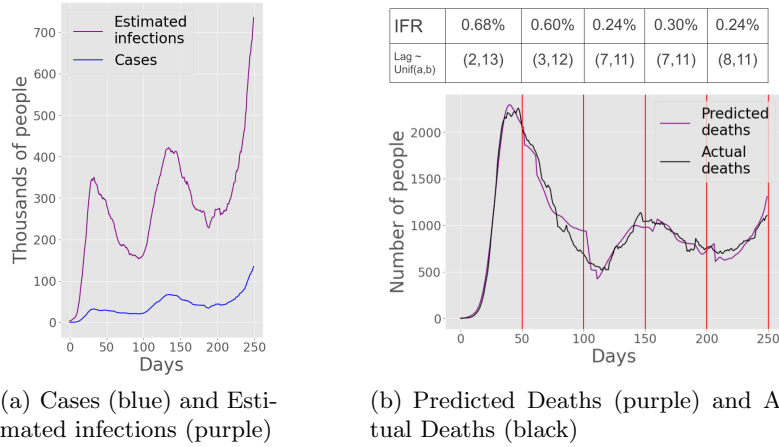 Estimated
infections
Cases
700
600
500
400
300
200
100
0
Thousands of people
0 50 100 150 200 250
Days
(a) Cases (blue) and Esti-
mated infections (purple)
IFR 0.68% 0.60% 0.24% 0.30% 0.24%
Lag ~
Unif(a,b) (2,13) (3,12) (7,11) (7,11) (8,11)
Predicted
deaths
Actual
deaths
2000
1500
1000
500
0
Number of people
0 50 100 150 200 250
Days
(b) Predicted Deaths (purple) and A
tual Deaths (black)